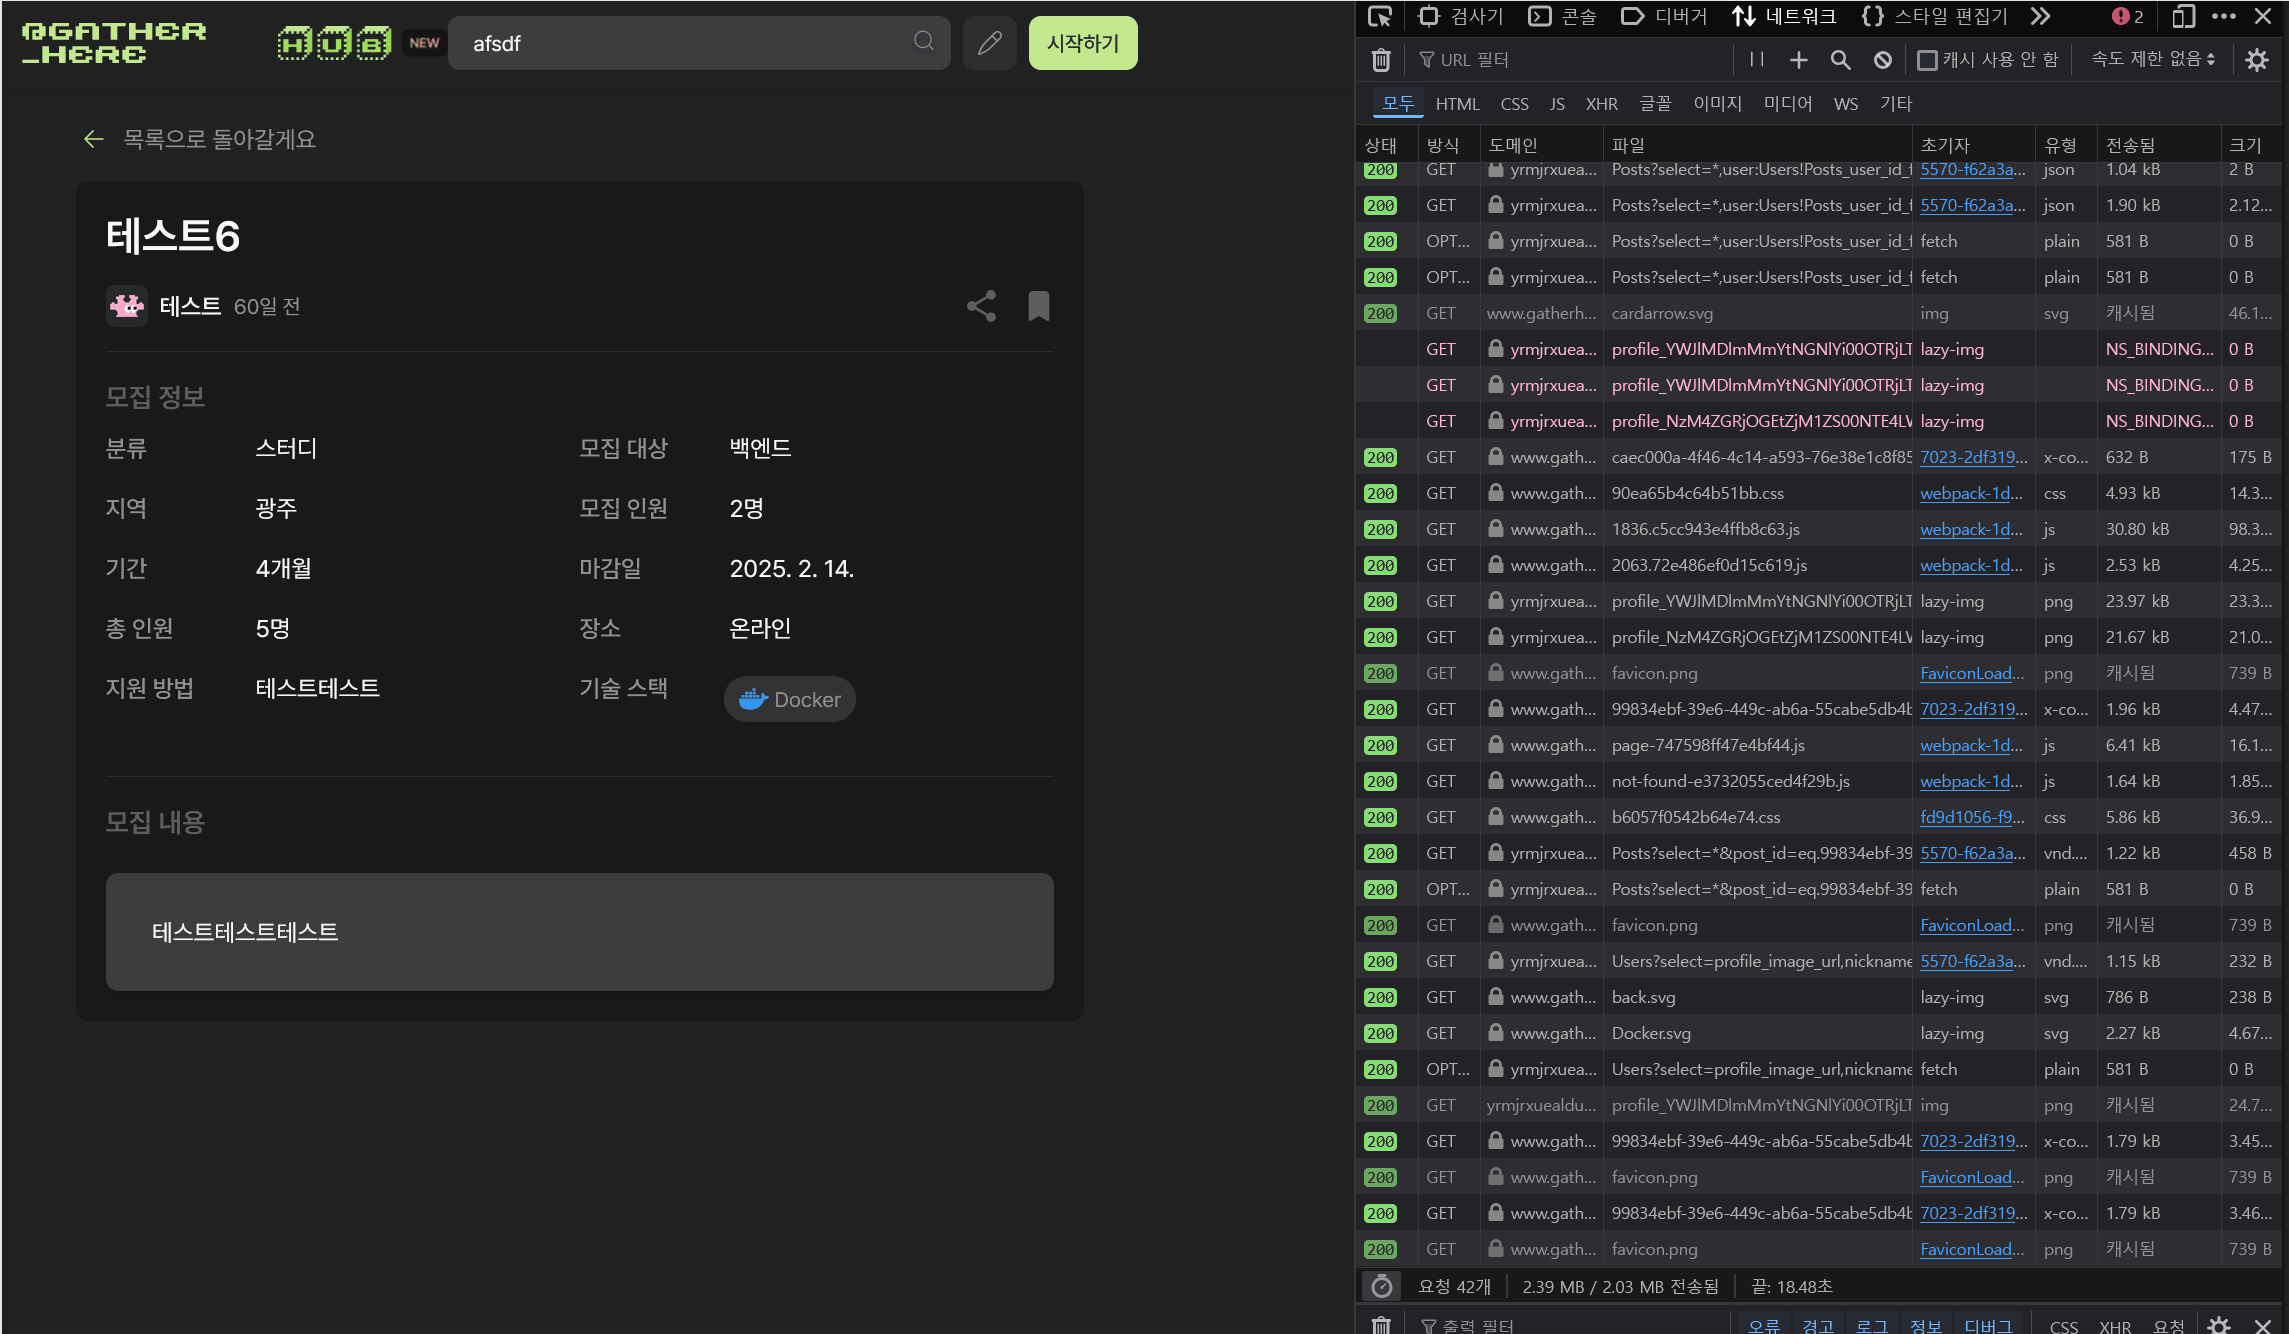 @GATHER
_HERE
HUB
NEW
afsdf
시작하기
목록으로 돌아갈게요
테스트6
테스트 60일 전
모집 정보
분류 스터디 모집 대상 백엔드
지역 광주 모집 인원 2명
기간 4개월 마감일 2025. 2. 14.
총 인원 5명 장소 온라인
지원 방법 테스트테스트 기술 스택 Docker
모집 내용
테스트테스트테스트
검사기 콘솔 디버거 네트워크 {} 스타일 편집기 2
URL 필터 캐시 사용 안 함 속도 제한 없음
모두 HTML CSS JS XHR 글꼴 이미지 미디어 WS 기타
상태 방식 도메인 파일 초기자 유형 전송됨 크기
200 GET yrmjrxuea... Posts?select=*,user:Users!Posts_user_id_f 5570-f62a3a... json 1.04 kB 2 B
200 GET yrmjrxuea... Posts?select=*,user:Users!Posts_user_id_f 5570-f62a3a... json 1.90 kB 2.12...
200 OPT... yrmjrxuea... Posts?select=*,user:Users!Posts_user_id_f fetch plain 581 B 0 B
200 OPT... yrmjrxuea... Posts?select=*,user:Users!Posts_user_id_f fetch plain 581 B 0 B
200 GET www.gatherh... cardarrow.svg img svg 캐시됨 46.1...
GET yrmjrxuea... profile_YWJlMDlmMmYtNGNlYi00OTRjLT lazy-img NS_BINDING... 0 B
GET yrmjrxuea... profile_YWJlMDlmMmYtNGNlYi00OTRjLT lazy-img NS_BINDING... 0 B
GET yrmjrxuea... profile_NzM4ZGRjOGEtZjM1ZS00NTE4LW lazy-img NS_BINDING... 0 B
200 GET www.gath... caec000a-4f46-4c14-a593-76e38e1c8f85 7023-2df319... x-co... 632 B 175 B
200 GET www.gath... 90ea65b4c64b51bb.css webpack-1d... css 4.93 kB 14.3...
200 GET www.gath... 1836.c5cc943e4ffb8c63.js webpack-1d... js 30.80 kB 98.3...
200 GET www.gath... 2063.72e486ef0d15c619.js webpack-1d... js 2.53 kB 4.25...
200 GET yrmjrxuea... profile_YWJlMDlmMmYtNGNlYi00OTRjLT lazy-img png 23.97 kB 23.3...
200 GET yrmjrxuea... profile_NzM4ZGRjOGEtZjM1ZS00NTE4LW lazy-img png 21.67 kB 21.0...
200 GET www.gath... favicon.png FaviconLoad... png 캐시됨 739 B
200 GET www.gath... 99834ebf-39e6-449c-ab6a-55cabe5db4b 7023-2df319... x-co... 1.96 kB 4.47...
200 GET www.gath... page-747598ff47e4bf44.js webpack-1d... js 6.41 kB 16.1...
200 GET www.gath... not-found-e3732055ced4f29b.js webpack-1d... js 1.64 kB 1.85...
200 GET www.gath... b6057f0542b64e74.css fd9d1056-f9... css 5.86 kB 36.9...
200 GET yrmjrxuea... Posts?select=*&post_id=eq.99834ebf-39 5570-f62a3a... vnd.... 1.22 kB 458 B
200 OPT... yrmjrxuea... Posts?select=*&post_id=eq.99834ebf-39 fetch plain 581 B 0 B
200 GET www.gath... favicon.png FaviconLoad... png 캐시됨 739 B
200 GET yrmjrxuea... Users?select=profile_image_url,nickname 5570-f62a3a... vnd.... 1.15 kB 232 B
200 GET www.gath... back.svg lazy-img svg 786 B 238 B
200 GET www.gath... Docker.svg lazy-img svg 2.27 kB 4.67...
200 OPT... yrmjrxuea... Users?select=profile_image_url,nickname fetch plain 581 B 0 B
200 GET yrmjrxuealdu... profile_YWJlMDlmMmYtNGNlYi00OTRjLT img png 캐시됨 24.7...
200 GET www.gath... 99834ebf-39e6-449c-ab6a-55cabe5db4b 7023-2df319... x-co... 1.79 kB 3.45...
200 GET www.gath... favicon.png FaviconLoad... png 캐시됨 739 B
200 GET www.gath... 99834ebf-39e6-449c-ab6a-55cabe5db4b 7023-2df319... x-co... 1.79 kB 3.46...
200 GET www.gath... favicon.png FaviconLoad... png 캐시됨 739 B
요청 42개 2.39 MB / 2.03 MB 전송됨 끝: 18.48초
출력 필터 오류 경고 로그 정보 디버그 CSS XHR 요청